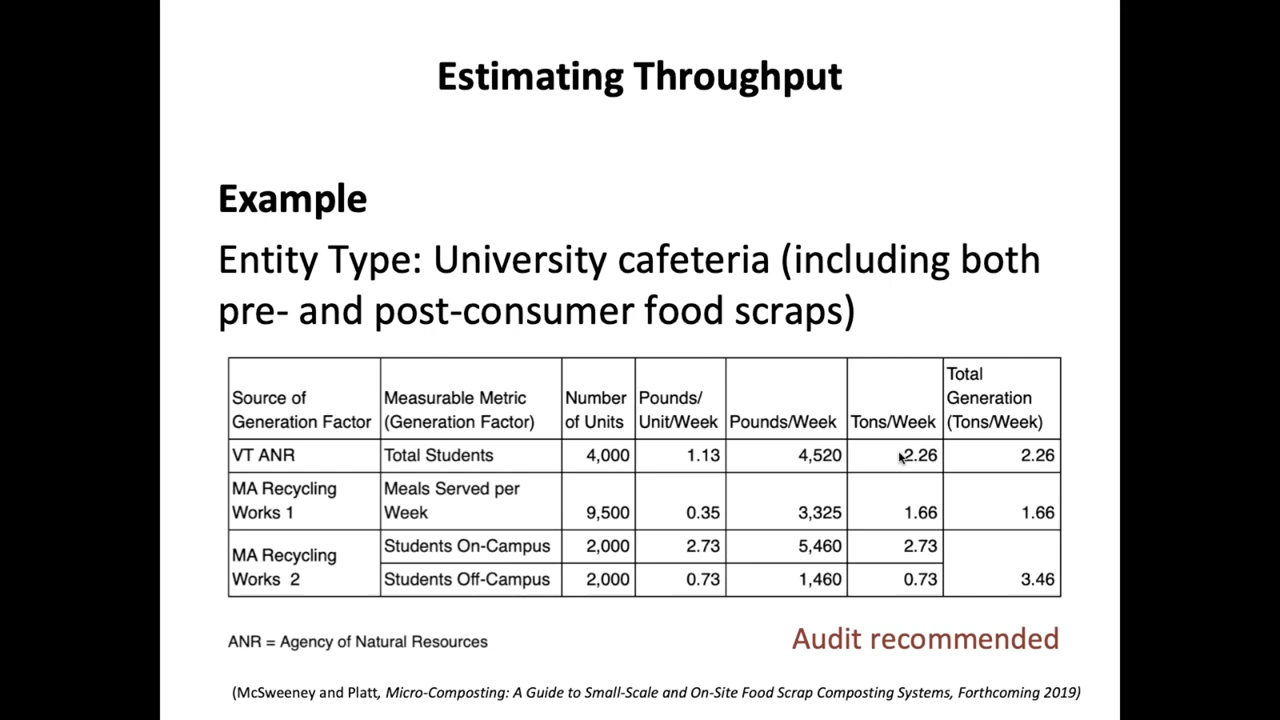 Estimating Throughput
Example
Entity Type: University cafeteria (including both
pre- and post-consumer food scraps)
Source of Generation Factor | Measurable Metric (Generation Factor) | Number of Units | Pounds/ Unit/Week | Pounds/Week | Tons/Week | Total Generation (Tons/Week)
VT ANR | Total Students | 4,000 | 1.13 | 4,520 | 2.26 | 2.26
MA Recycling Works 1 | Meals Served per Week | 9,500 | 0.35 | 3,325 | 1.66 | 1.66
MA Recycling Works 2 | Students On-Campus | 2,000 | 2.73 | 5,460 | 2.73 | 3.46
Students Off-Campus | 2,000 | 0.73 | 1,460 | 0.73
ANR = Agency of Natural Resources
Audit recommended
(McSweeney and Platt, Micro-Composting: A Guide to Small-Scale and On-Site Food Scrap Composting Systems, Forthcoming 2019)